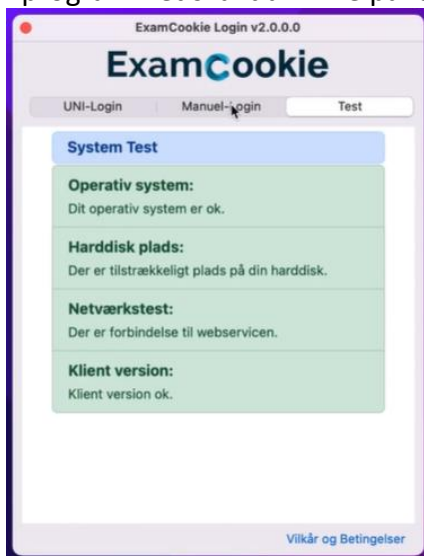 ExamCookie Login v2.0.0.0
ExamCookie
UNI-Login Manuel-Login Test
System Test
Operativ system:
Dit operativ system er ok.
Harddisk plads:
Der er tilstrækkeligt plads på din harddisk.
Netværkstest:
Der er forbindelse til webservicen.
Klient version:
Klient version ok.
Vilkår og Betingelser